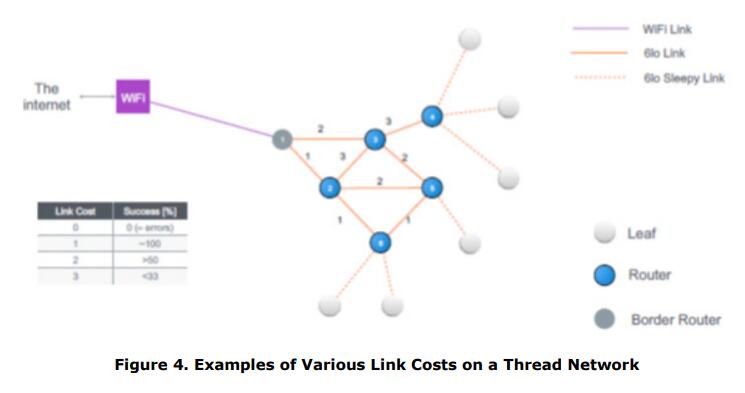 WiFi Link
6lo Link
6lo Sleepy Link
The
internet
WiFi
1
2
3
3
4
1
3
2
2
2
5
1
1
6
Link Cost Success [%]
0 0 (= errors)
1 ~100
2 >50
3 <33
Leaf
Router
Border Router
Figure 4. Examples of Various Link Costs on a Thread Network